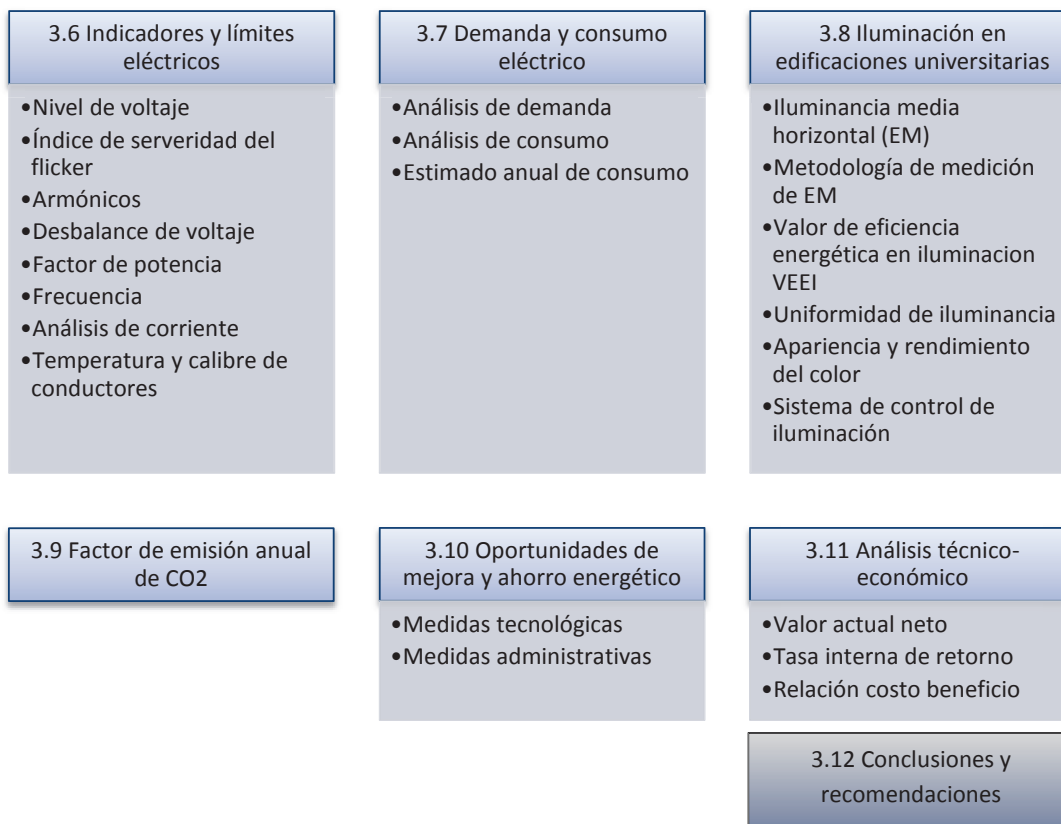 3.6 Indicadores y límites
eléctricos
•Nivel de voltaje
•Índice de serveridad del
flicker
•Armónicos
•Desbalance de voltaje
•Factor de potencia
•Frecuencia
•Análisis de corriente
•Temperatura y calibre de
conductores
3.7 Demanda y consumo
eléctrico
•Análisis de demanda
•Análisis de consumo
•Estimado anual de consumo
3.8 Iluminación en
edificaciones universitarias
•Iluminancia media
horizontal (EM)
•Metodología de medición
de EM
•Valor de eficiencia
energética en iluminacion
VEEI
•Uniformidad de iluminancia
•Apariencia y rendimiento
del color
•Sistema de control de
iluminación
3.9 Factor de emisión anual
de CO2
3.10 Oportunidades de
mejora y ahorro energético
•Medidas tecnológicas
•Medidas administrativas
3.11 Análisis técnico-
económico
•Valor actual neto
•Tasa interna de retorno
•Relación costo beneficio
3.12 Conclusiones y
recomendaciones